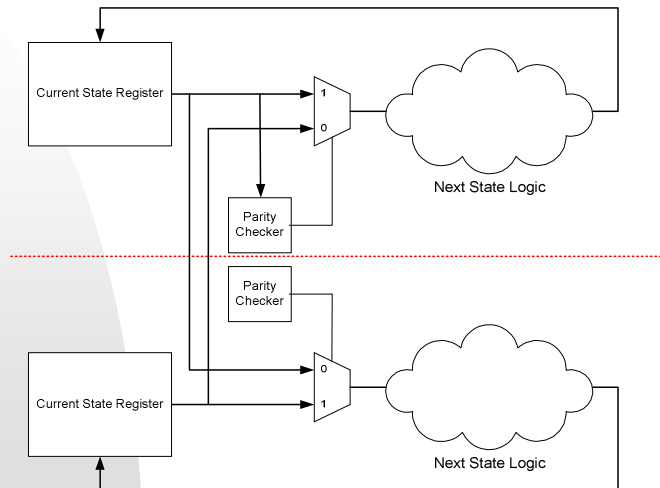 Current State Register
1
0
Next State Logic
Parity
Checker
Parity
Checker
0
1
Current State Register
Next State Logic